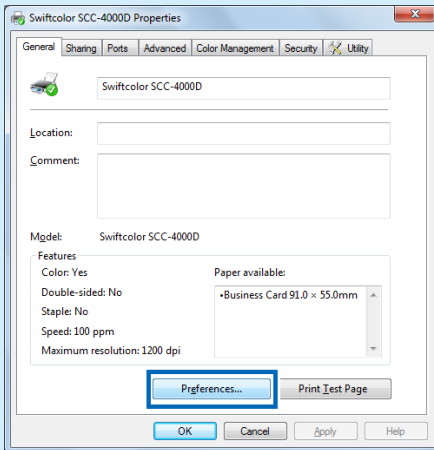 Swiftcolor SCC-4000D Properties
General Sharing Ports Advanced Color Management Security Utility
Swiftcolor SCC-4000D
Location:
Comment:
Model: Swiftcolor SCC-4000D
Features
Color: Yes Paper available:
Double-sided: No •Business Card 91.0 × 55.0mm
Staple: No
Speed: 100 ppm
Maximum resolution: 1200 dpi
Preferences... Print Test Page
OK Cancel Apply Help